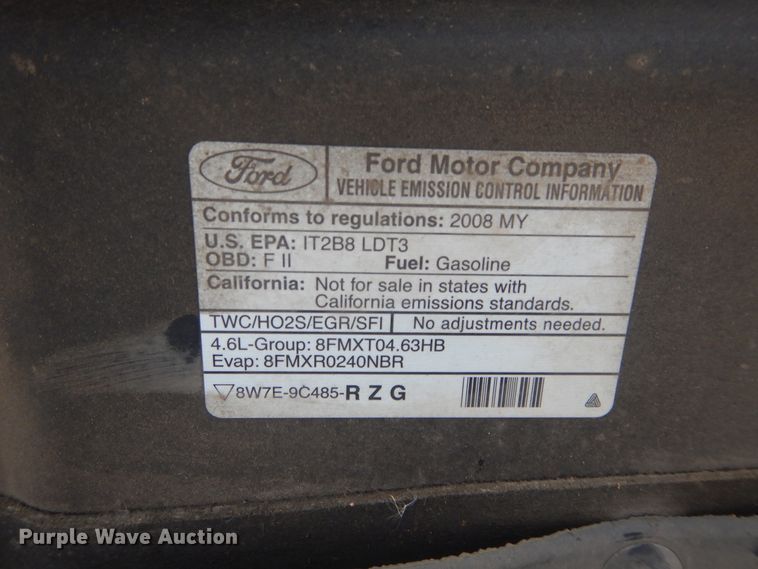 Ford
Ford Motor Company
VEHICLE EMISSION CONTROL INFORMATION
Conforms to regulations: 2008 MY
U.S. EPA: IT2B8 LDT3
OBD: F II Fuel: Gasoline
California: Not for sale in states with
California emissions standards.
TWC/HO2S/EGR/SFI No adjustments needed.
4.6L-Group: 8FMXT04.63HB
Evap: 8FMXR0240NBR
8W7E-9C485-R Z G
Purple Wave Auction